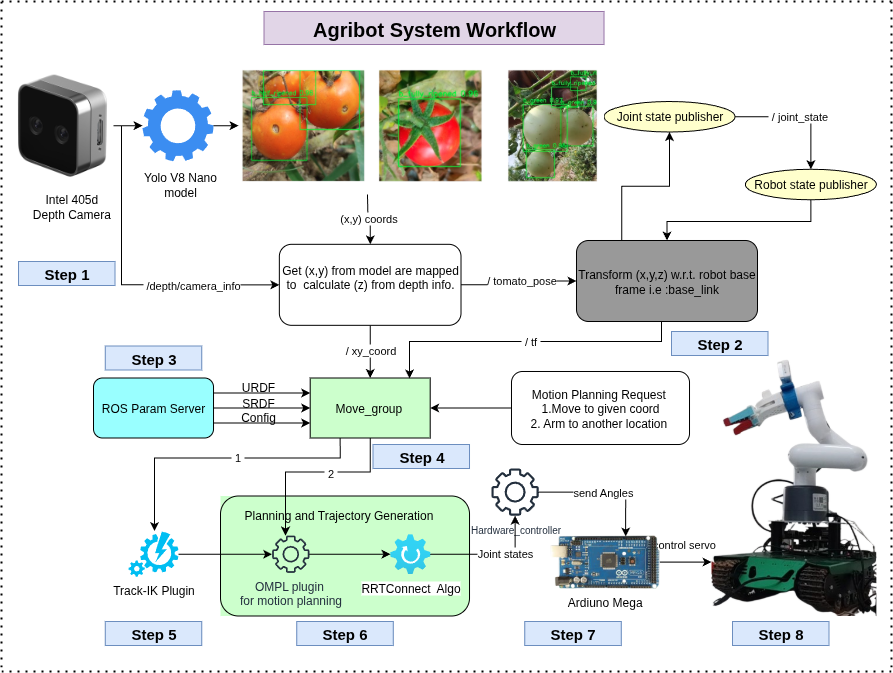 Agribot System Workflow
Intel 405d
Depth Camera
Yolo V8 Nano
model
Joint state publisher
/ joint_state
Robot state publisher
(x,y) coords
Step 1
/depth/camera_info
Get (x,y) from model are mapped
to calculate (z) from depth info.
/ tomato_pose
Transform (x,y,z) w.r.t. robot base
frame i.e :base_link
Step 2
/ tf
/ xy_coord
Step 3
ROS Param Server
URDF
SRDF
Config
Move_group
Motion Planning Request
1.Move to given coord
2. Arm to another location
Step 4
1
2
Planning and Trajectory Generation
Track-IK Plugin
OMPL plugin
for motion planning
RRTConnect Algo
Joint states
Hardware_controller
send Angles
Ardiuno Mega
ontrol servo
Step 5
Step 6
Step 7
Step 8